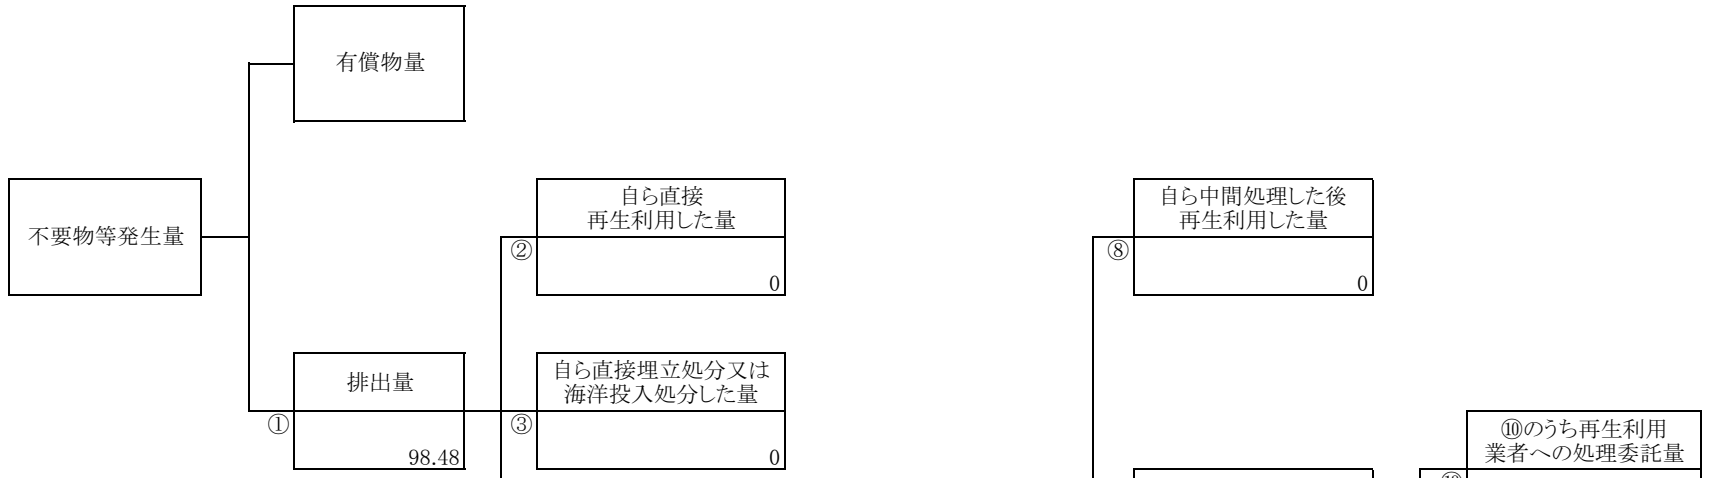 有償物量
不要物等発生量
自ら直接
再生利用した量
②
0
自ら中間処理した後
再生利用した量
⑧
0
排出量
①
98.48
自ら直接埋立処分又は
海洋投入処分した量
③
0
⑩のうち再生利用
業者への処理委託量